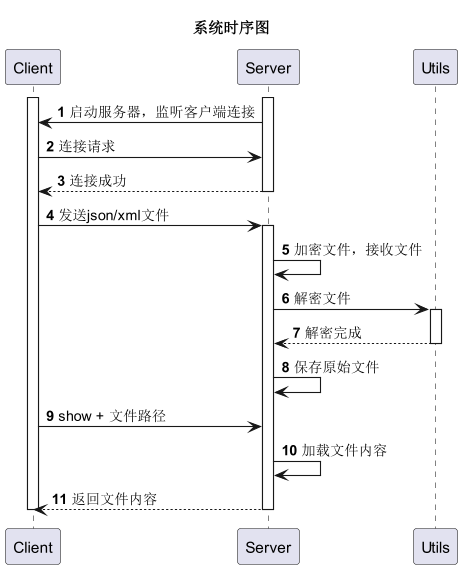 系统时序图
Client Server Utils
1 启动服务器，监听客户端连接
2 连接请求
3 连接成功
4 发送json/xml文件
5 加密文件，接收文件
6 解密文件
7 解密完成
8 保存原始文件
9 show + 文件路径
10 加载文件内容
11 返回文件内容
Client Server Utils